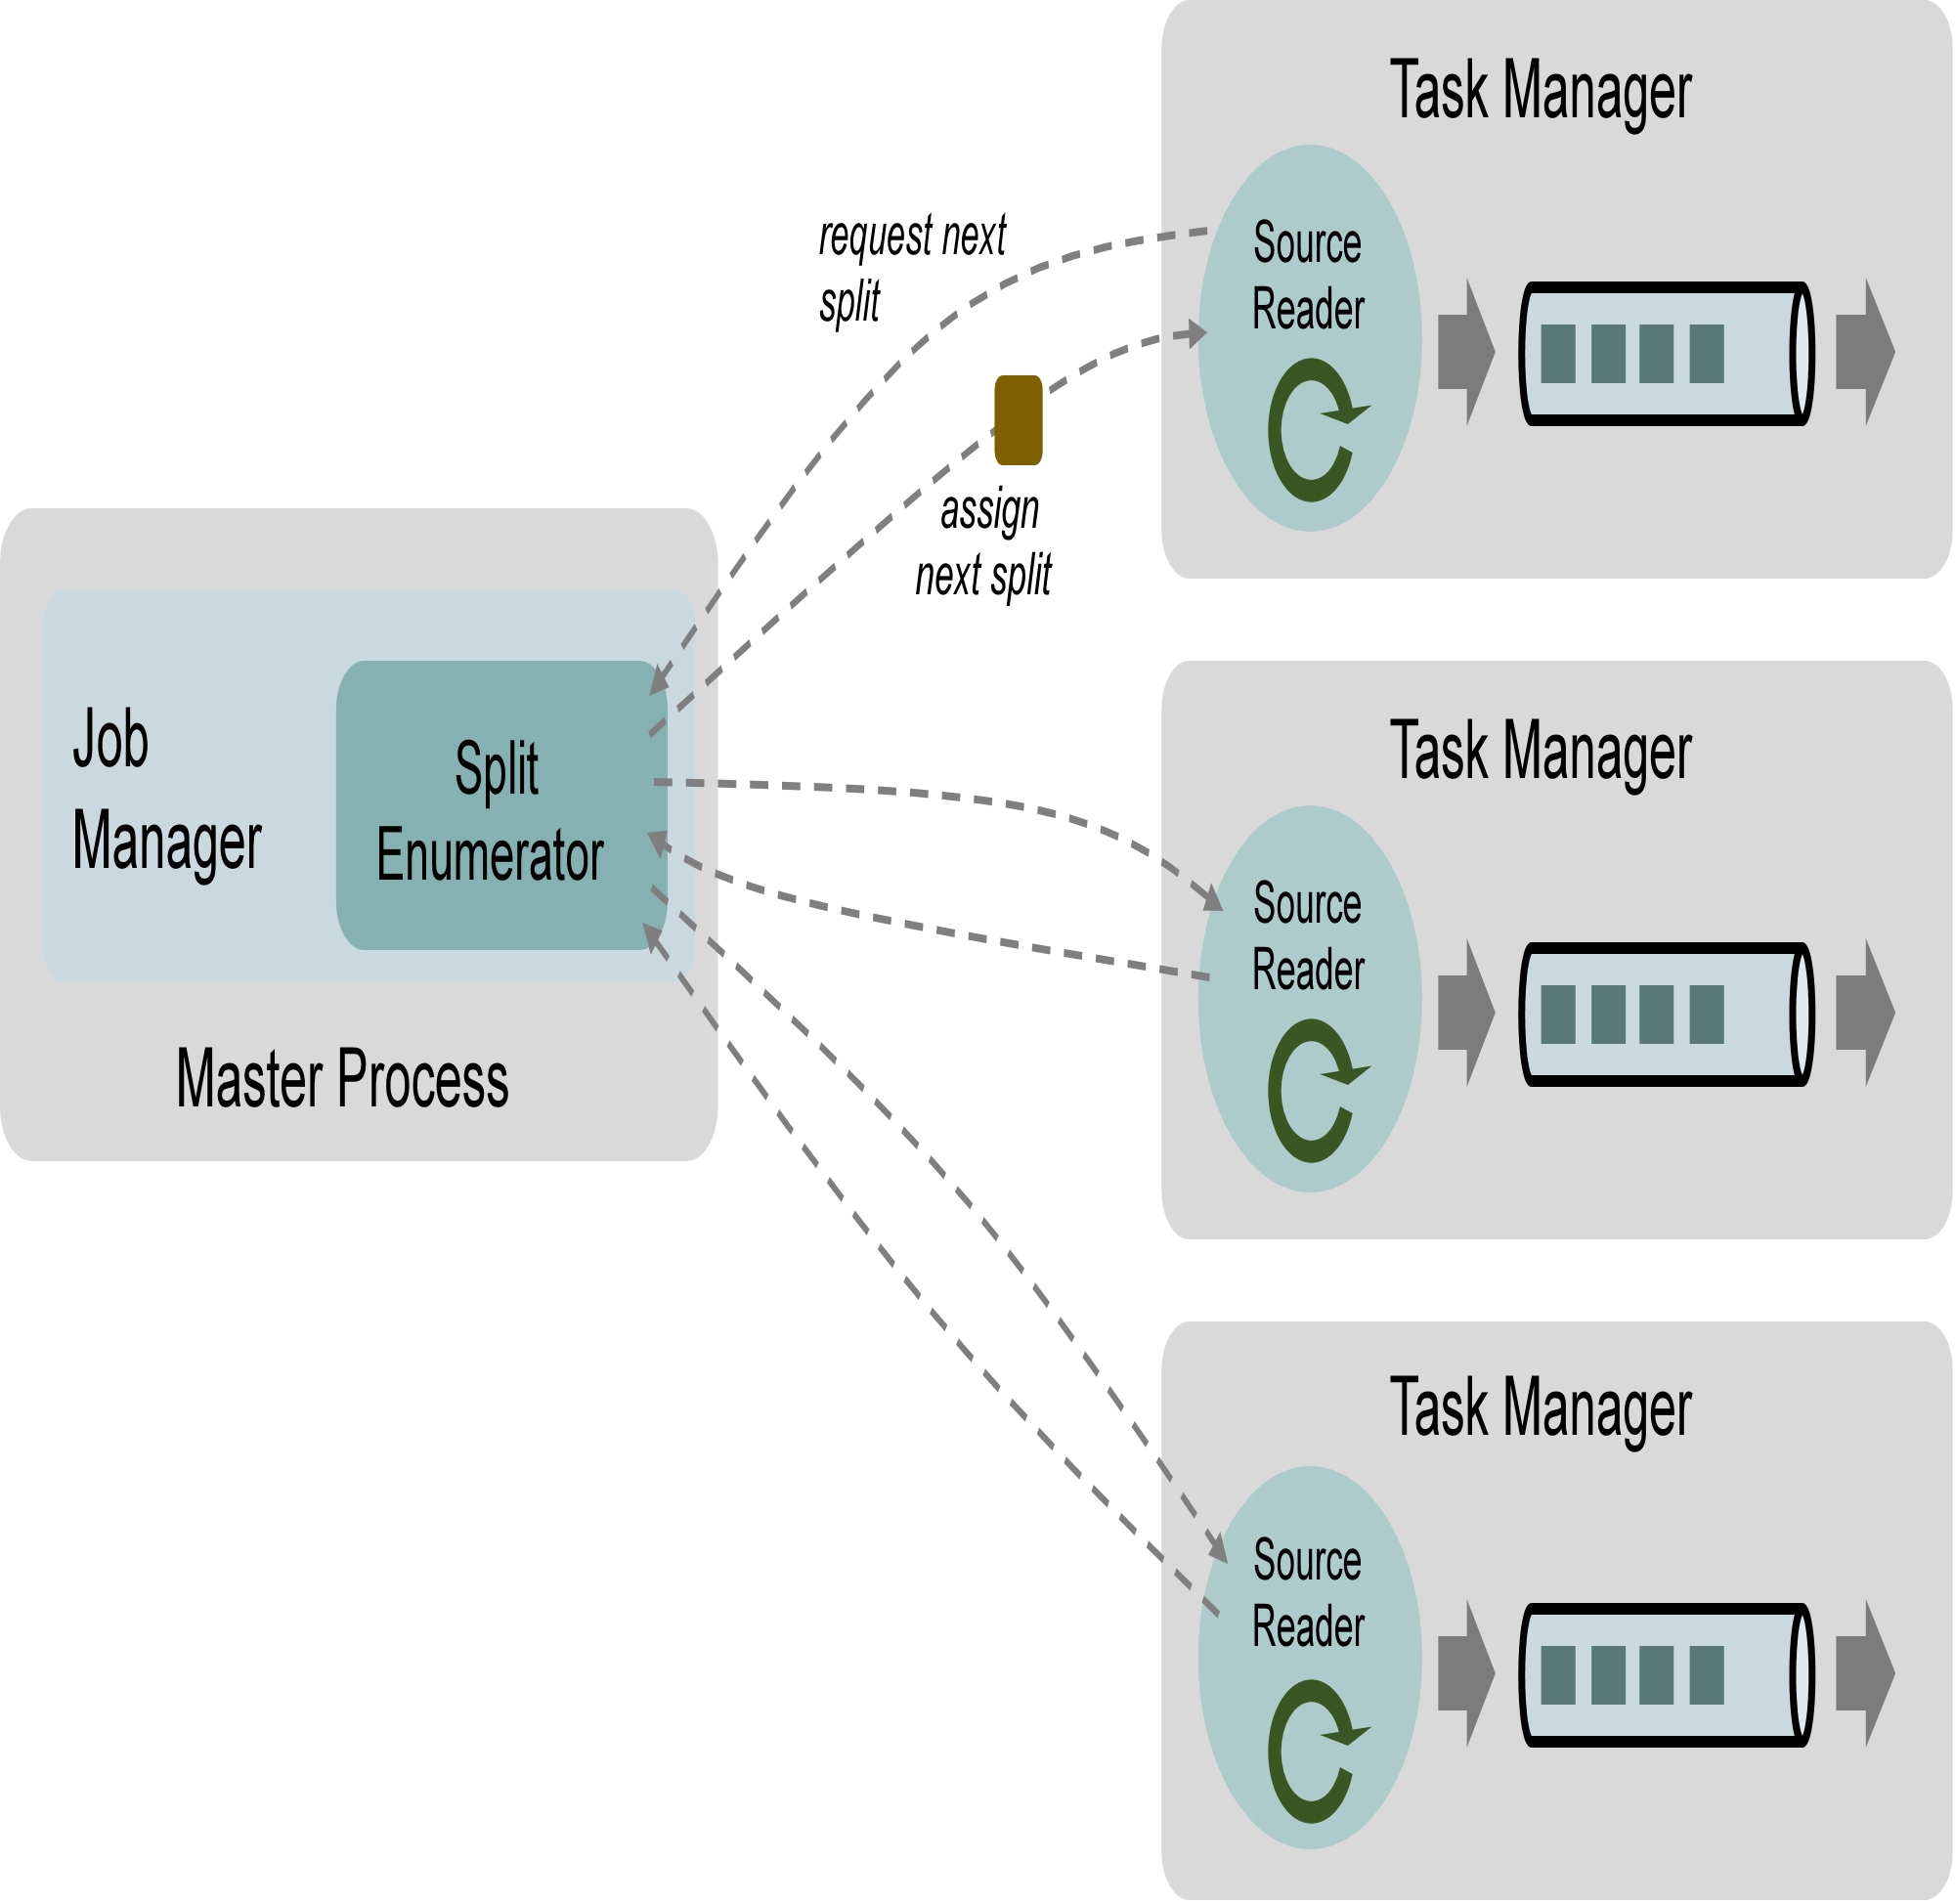 Task Manager
request next
split
Source
Reader
assign
next split
Job
Manager
Split
Enumerator
Master Process
Task Manager
Source
Reader
Task Manager
Source
Reader